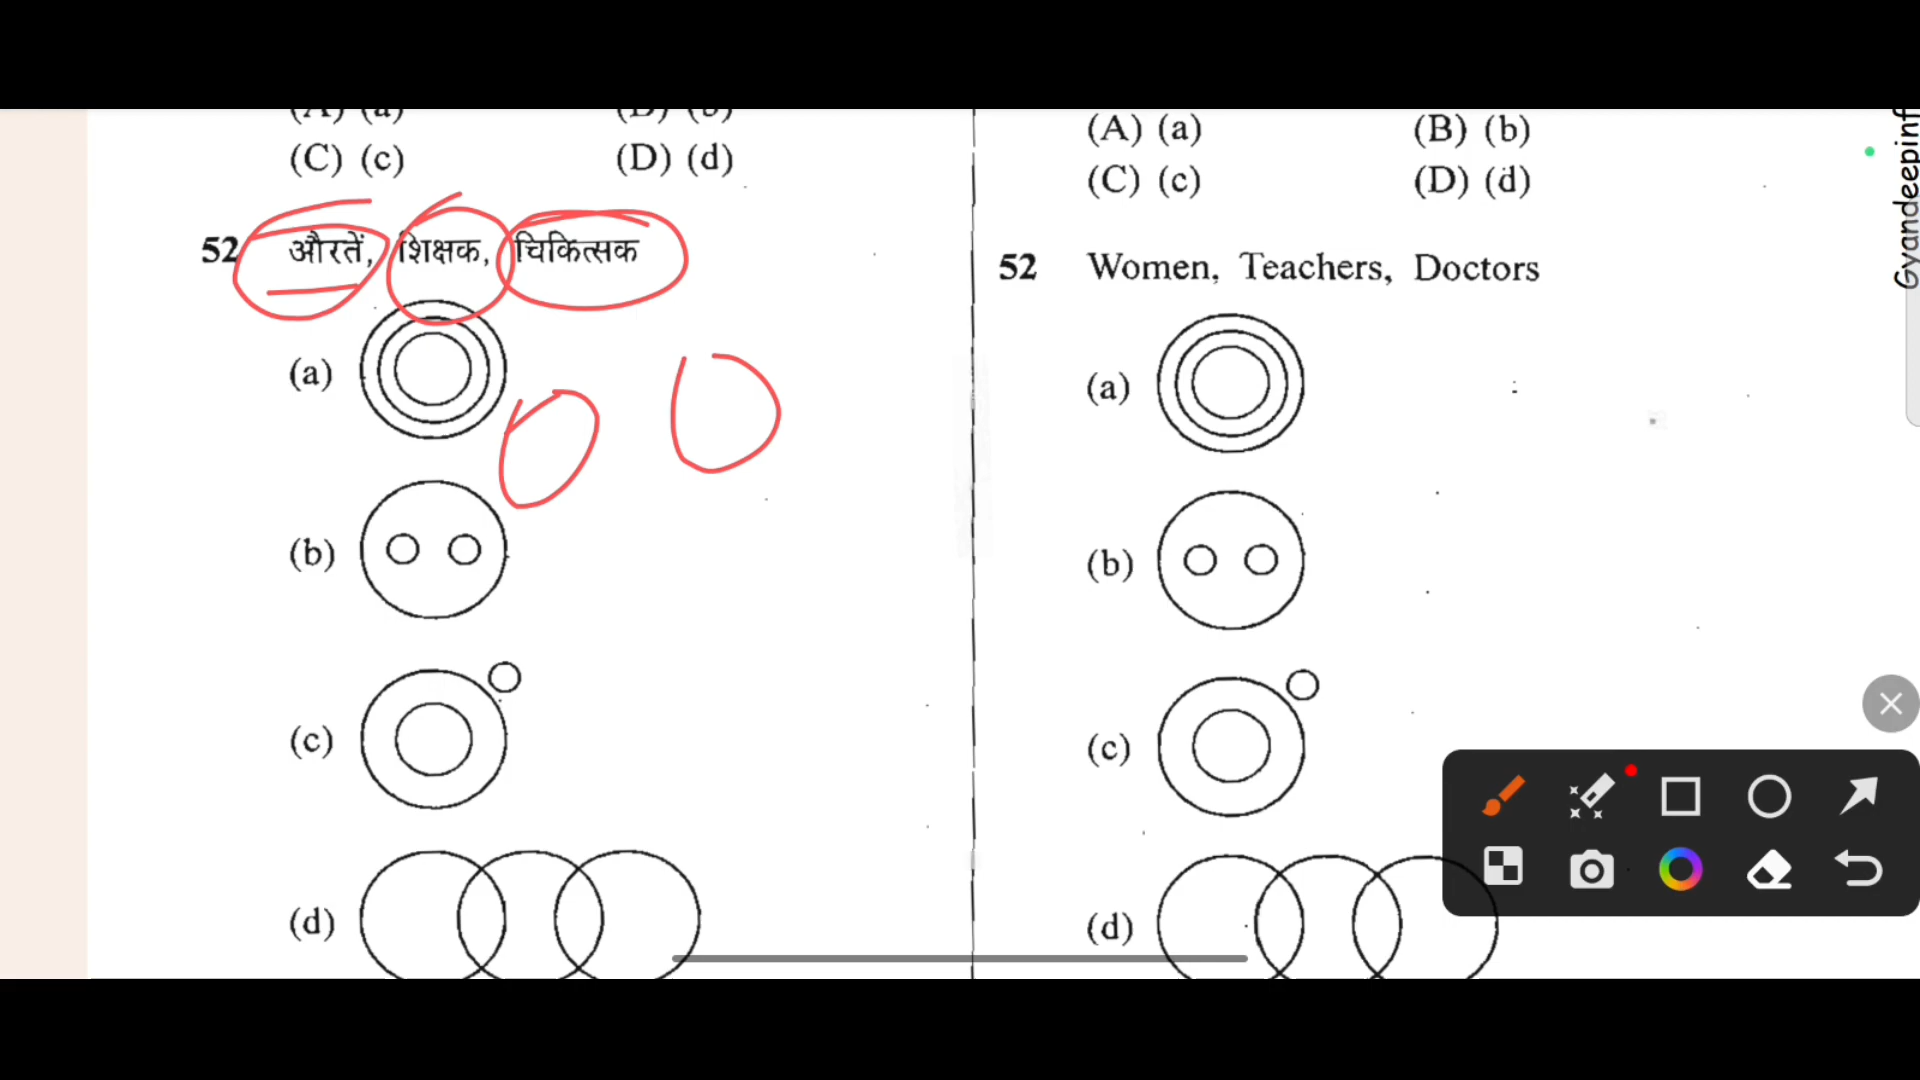 (A) (a) (B) (b)
(C) (c) (D) (d)
52 औरतें, शिक्षक, चिकित्सक
(a)
(b)
(c)
(d)
(A) (a) (B) (b)
(C) (c) (D) (d)
52 Women, Teachers, Doctors
(a)
(b)
(c)
(d)
Gyandeepinf